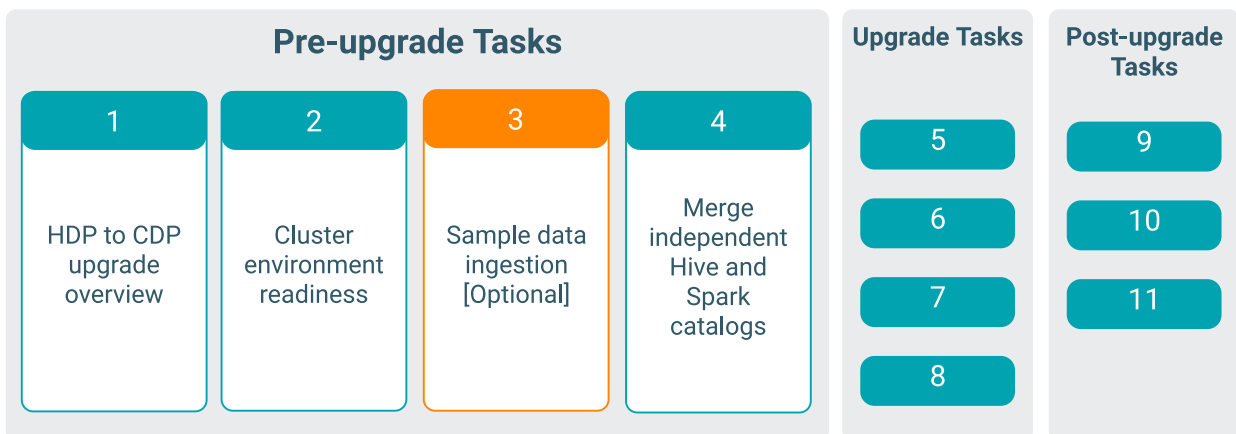 Pre-upgrade Tasks
1
HDP to CDP
upgrade
overview
2
Cluster
environment
readiness
3
Sample data
ingestion
[Optional]
4
Merge
independent
Hive and
Spark
catalogs
Upgrade Tasks
5
6
7
8
Post-upgrade
Tasks
9
10
11